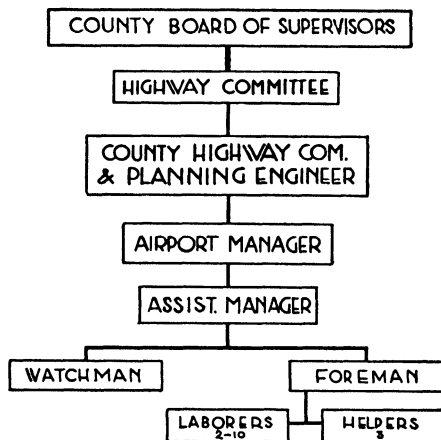 COUNTY BOARD OF SUPERVISORS
HIGHWAY COMMITTEE
COUNTY HIGHWAY COM.
& PLANNING ENGINEER
AIRPORT MANAGER
ASSIST. MANAGER
WATCHMAN
FOREMAN
LABORERS
2-10
HELPERS
3